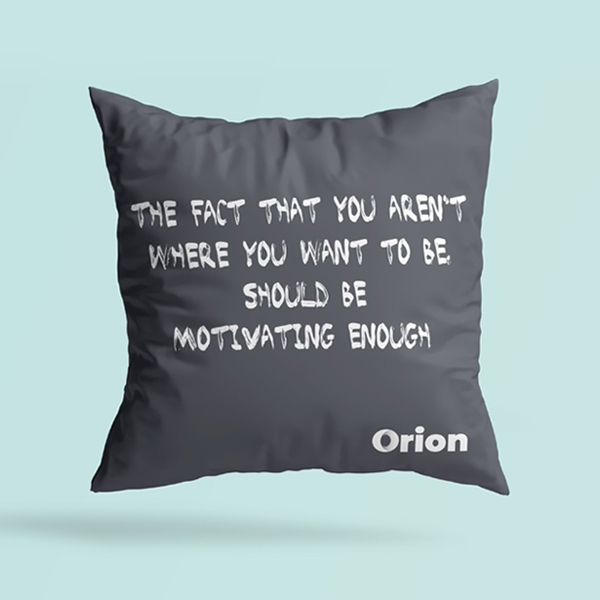 THE FACT THAT YOU AREN'T
WHERE YOU WANT TO BE,
SHOULD BE
MOTIVATING ENOUGH
Orion